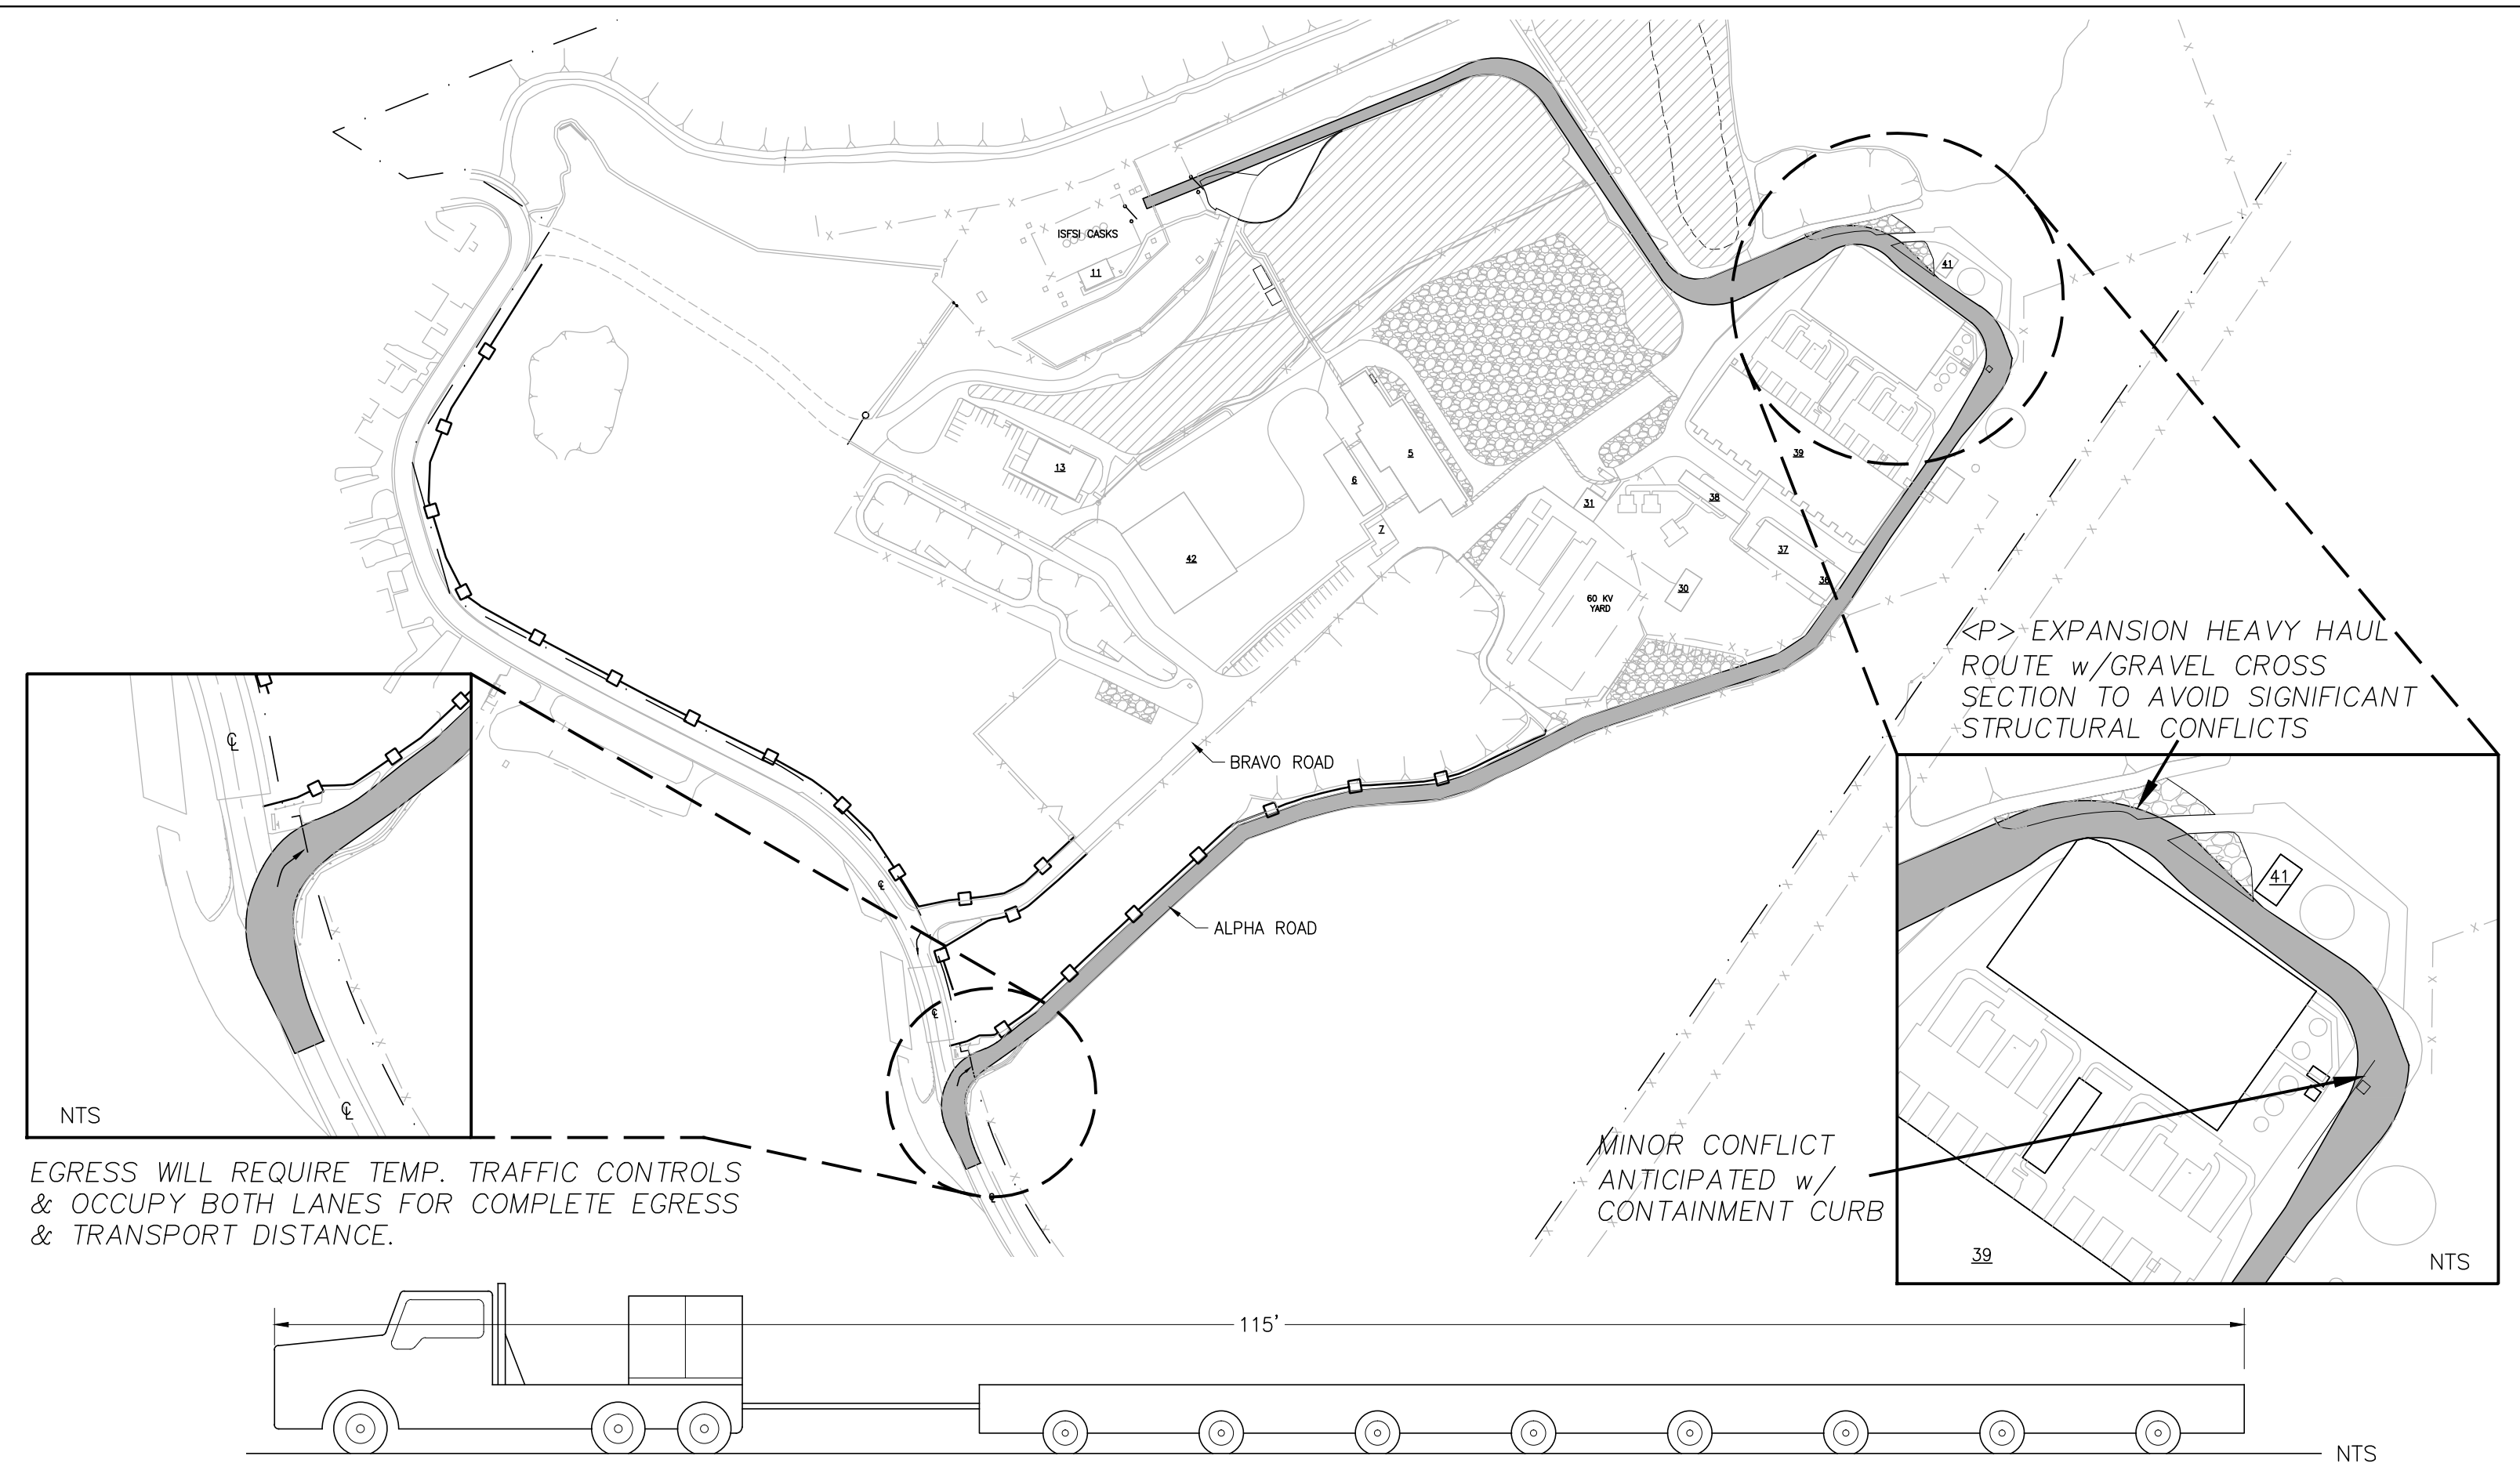 ISFSI CASKS
11
41
13
39
5
6
38
31
7
37
42
36
30
60 KV
YARD
<P> EXPANSION HEAVY HAUL
ROUTE w/GRAVEL CROSS
SECTION TO AVOID SIGNIFICANT
STRUCTURAL CONFLICTS
BRAVO ROAD
ALPHA ROAD
℄
℄
℄
℄
℄
NTS
EGRESS WILL REQUIRE TEMP. TRAFFIC CONTROLS
& OCCUPY BOTH LANES FOR COMPLETE EGRESS
& TRANSPORT DISTANCE.
41
MINOR CONFLICT
ANTICIPATED w/
CONTAINMENT CURB
39
NTS
115'
NTS